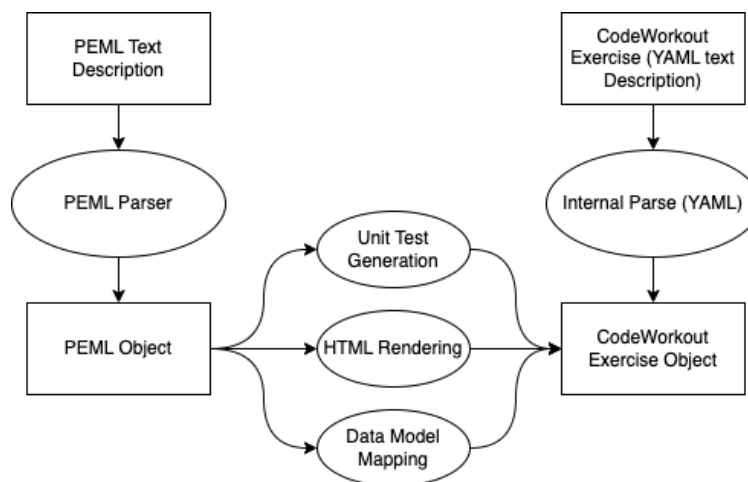 PEML Text
Description
CodeWorkout
Exercise (YAML text
Description)
PEML Parser
Internal Parse (YAML)
Unit Test
Generation
PEML Object
HTML Rendering
CodeWorkout
Exercise Object
Data Model
Mapping